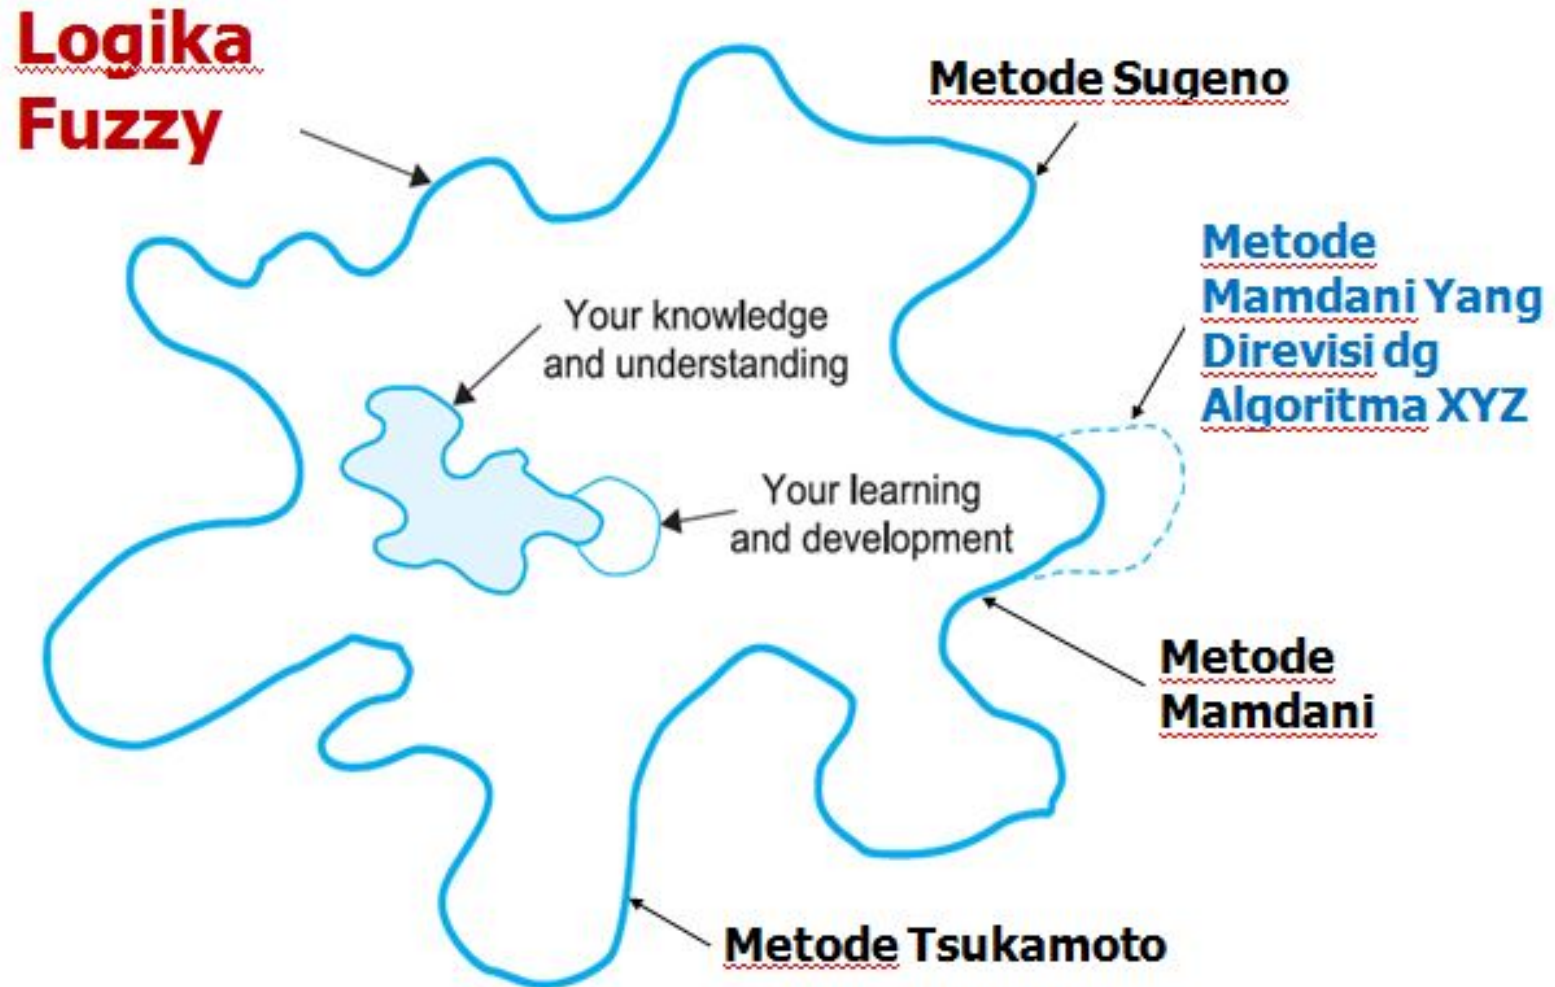 Logika
Fuzzy
Metode Sugeno
Metode
Mamdani Yang
Direvisi dg
Algoritma XYZ
Your knowledge
and understanding
Your learning
and development
Metode
Mamdani
Metode Tsukamoto